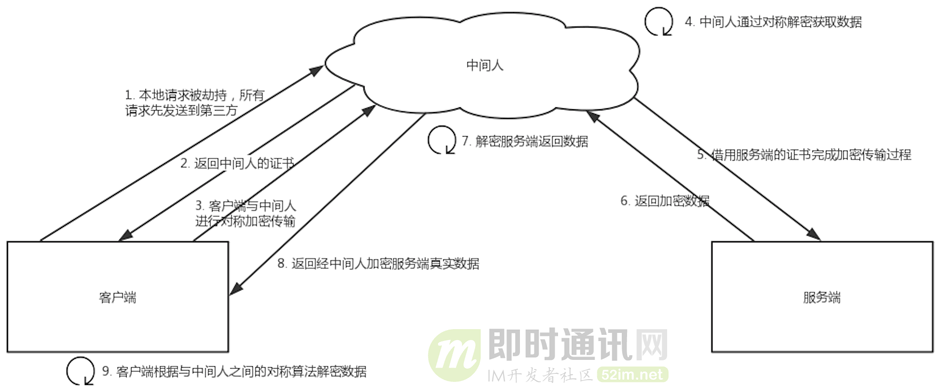 4. 中间人通过对称解密获取数据
中间人
1. 本地请求被劫持，所有
请求先发送到第三方
7. 解密服务端返回数据
2. 返回中间人的证书
5. 借用服务端的证书完成加密传输过程
3. 客户端与中间人
进行对称加密传输
6. 返回加密数据
8. 返回经中间人加密服务端真实数据
客户端
服务端
9. 客户端根据与中间人之间的对称算法解密数据
m
即时通讯网
IM开发者社区 52im.net